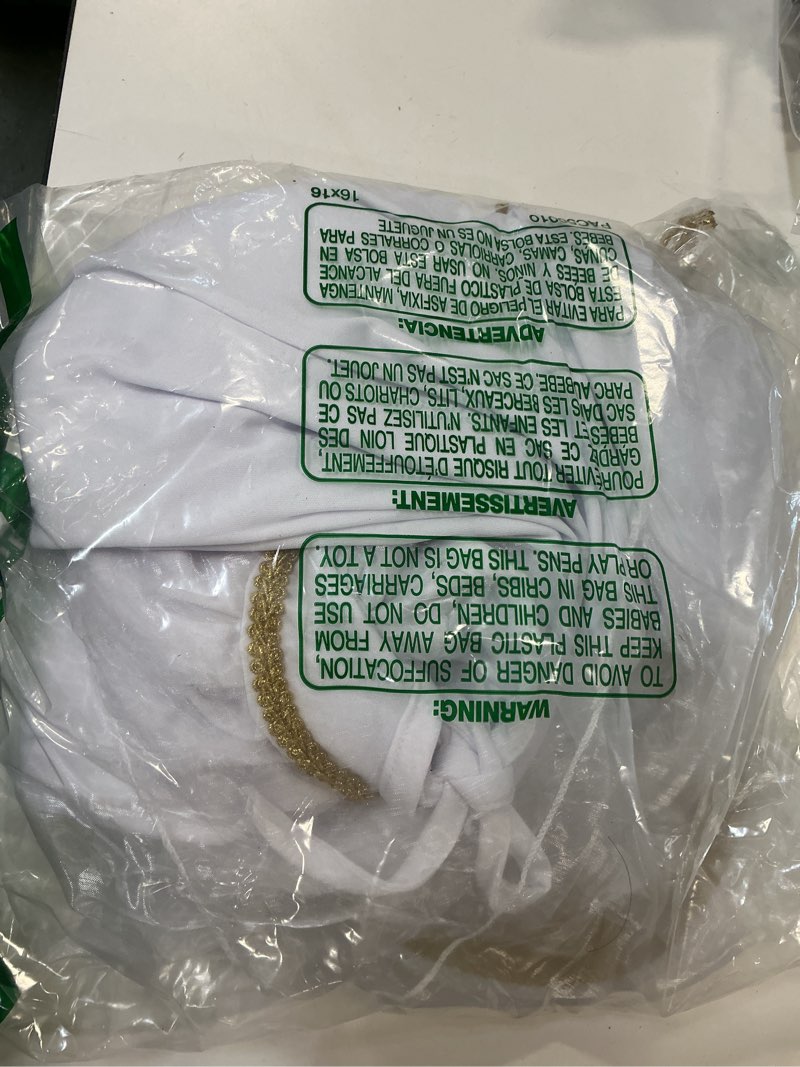 WARNING:
TO AVOID DANGER OF SUFFOCATION,
KEEP THIS PLASTIC BAG AWAY FROM
BABIES AND CHILDREN, DO NOT USE
THIS BAG IN CRIBS, BEDS, CARRIAGES
OR PLAY PENS. THIS BAG IS NOT A TOY.
AVERTISSEMENT:
POUR ÉVITER TOUT RISQUE D'ÉTOUFFEMENT,
GARDEZ CE SAC EN PLASTIQUE LOIN DES
BÉBÉS ET LES ENFANTS. N'UTILISEZ PAS CE
SAC DAIS LES BERCEAUX, LITS, CHARIOTS OU
PARC AU BEBE. CE SAC N'EST PAS UN JOUET.
ADVERTENCIA:
PARA EVITAR EL PELIGRO DE ASFIXIA, MANTENGA
ESTA BOLSA DE PLASTICO FUERA DEL ALCANCE
DE BEBES Y NIÑOS, NO USAR ESTA BOLSA EN
CUNAS, CAMAS, CARRIOLAS O CORRALES PARA
BEBES. ESTA BOLSA NO ES UN JUGUETE
16x16